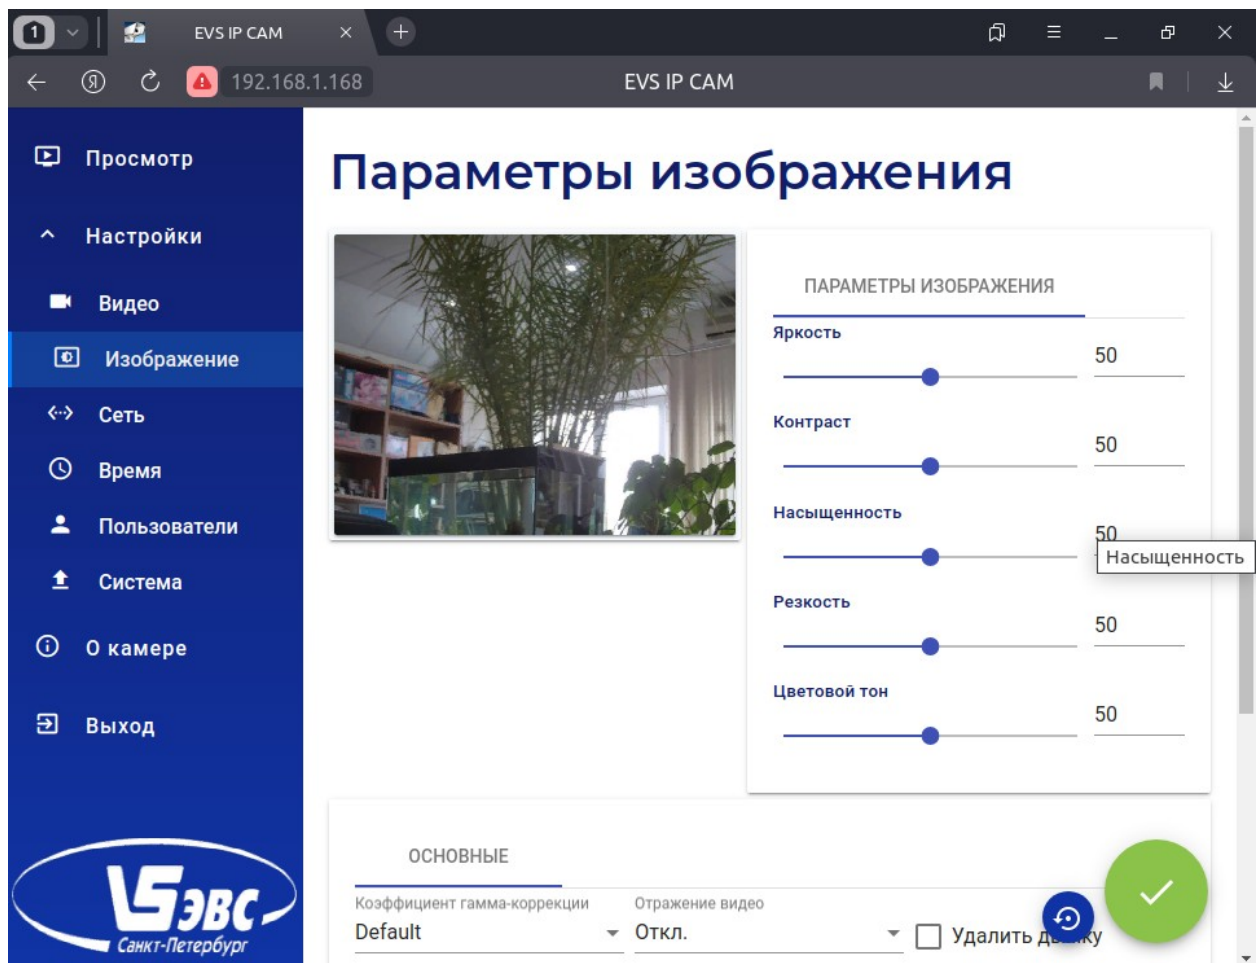 1
EVS IP CAM
192.168.1.168
EVS IP CAM
Просмотр
Настройки
Видео
Изображение
Сеть
Время
Пользователи
Система
О камере
Выход
ЭВС
Санкт-Петербург
Параметры изображения
ПАРАМЕТРЫ ИЗОБРАЖЕНИЯ
Яркость
50
Контраст
50
Насыщенность
50
Насыщенность
Резкость
50
Цветовой тон
50
ОСНОВНЫЕ
Коэффициент гамма-коррекции
Default
Отражение видео
Откл.
Удалить